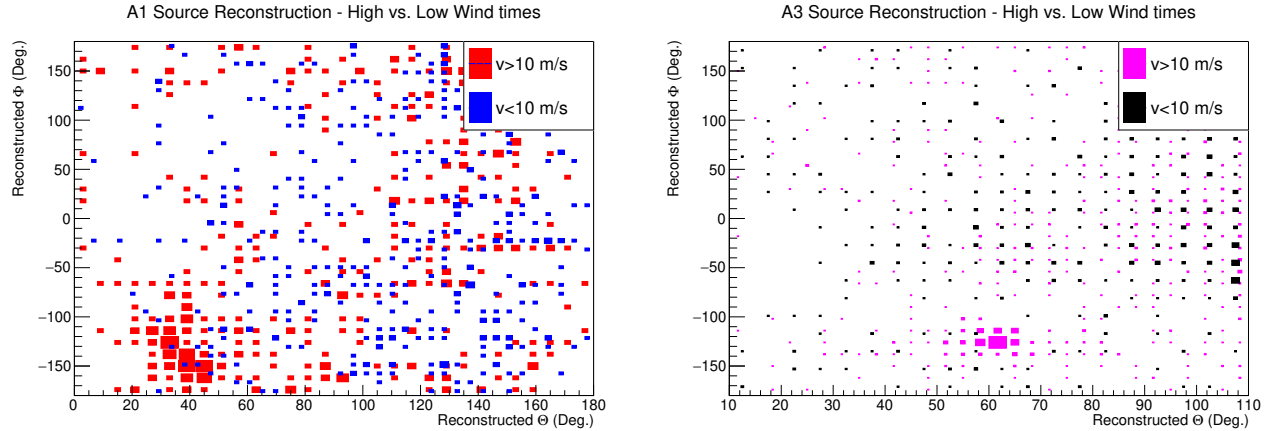 A1 Source Reconstruction - High vs. Low Wind times
Reconstructed Φ (Deg.)
150
100
50
0
−50
−100
−150
v>10 m/s
v<10 m/s
0 20 40 60 80 100 120 140 160 180
Reconstructed Θ (Deg.)
A3 Source Reconstruction - High vs. Low Wind times
Reconstructed Φ (Deg.)
150
100
50
0
−50
−100
−150
v>10 m/s
v<10 m/s
10 20 30 40 50 60 70 80 90 100 110
Reconstructed Θ (Deg.)